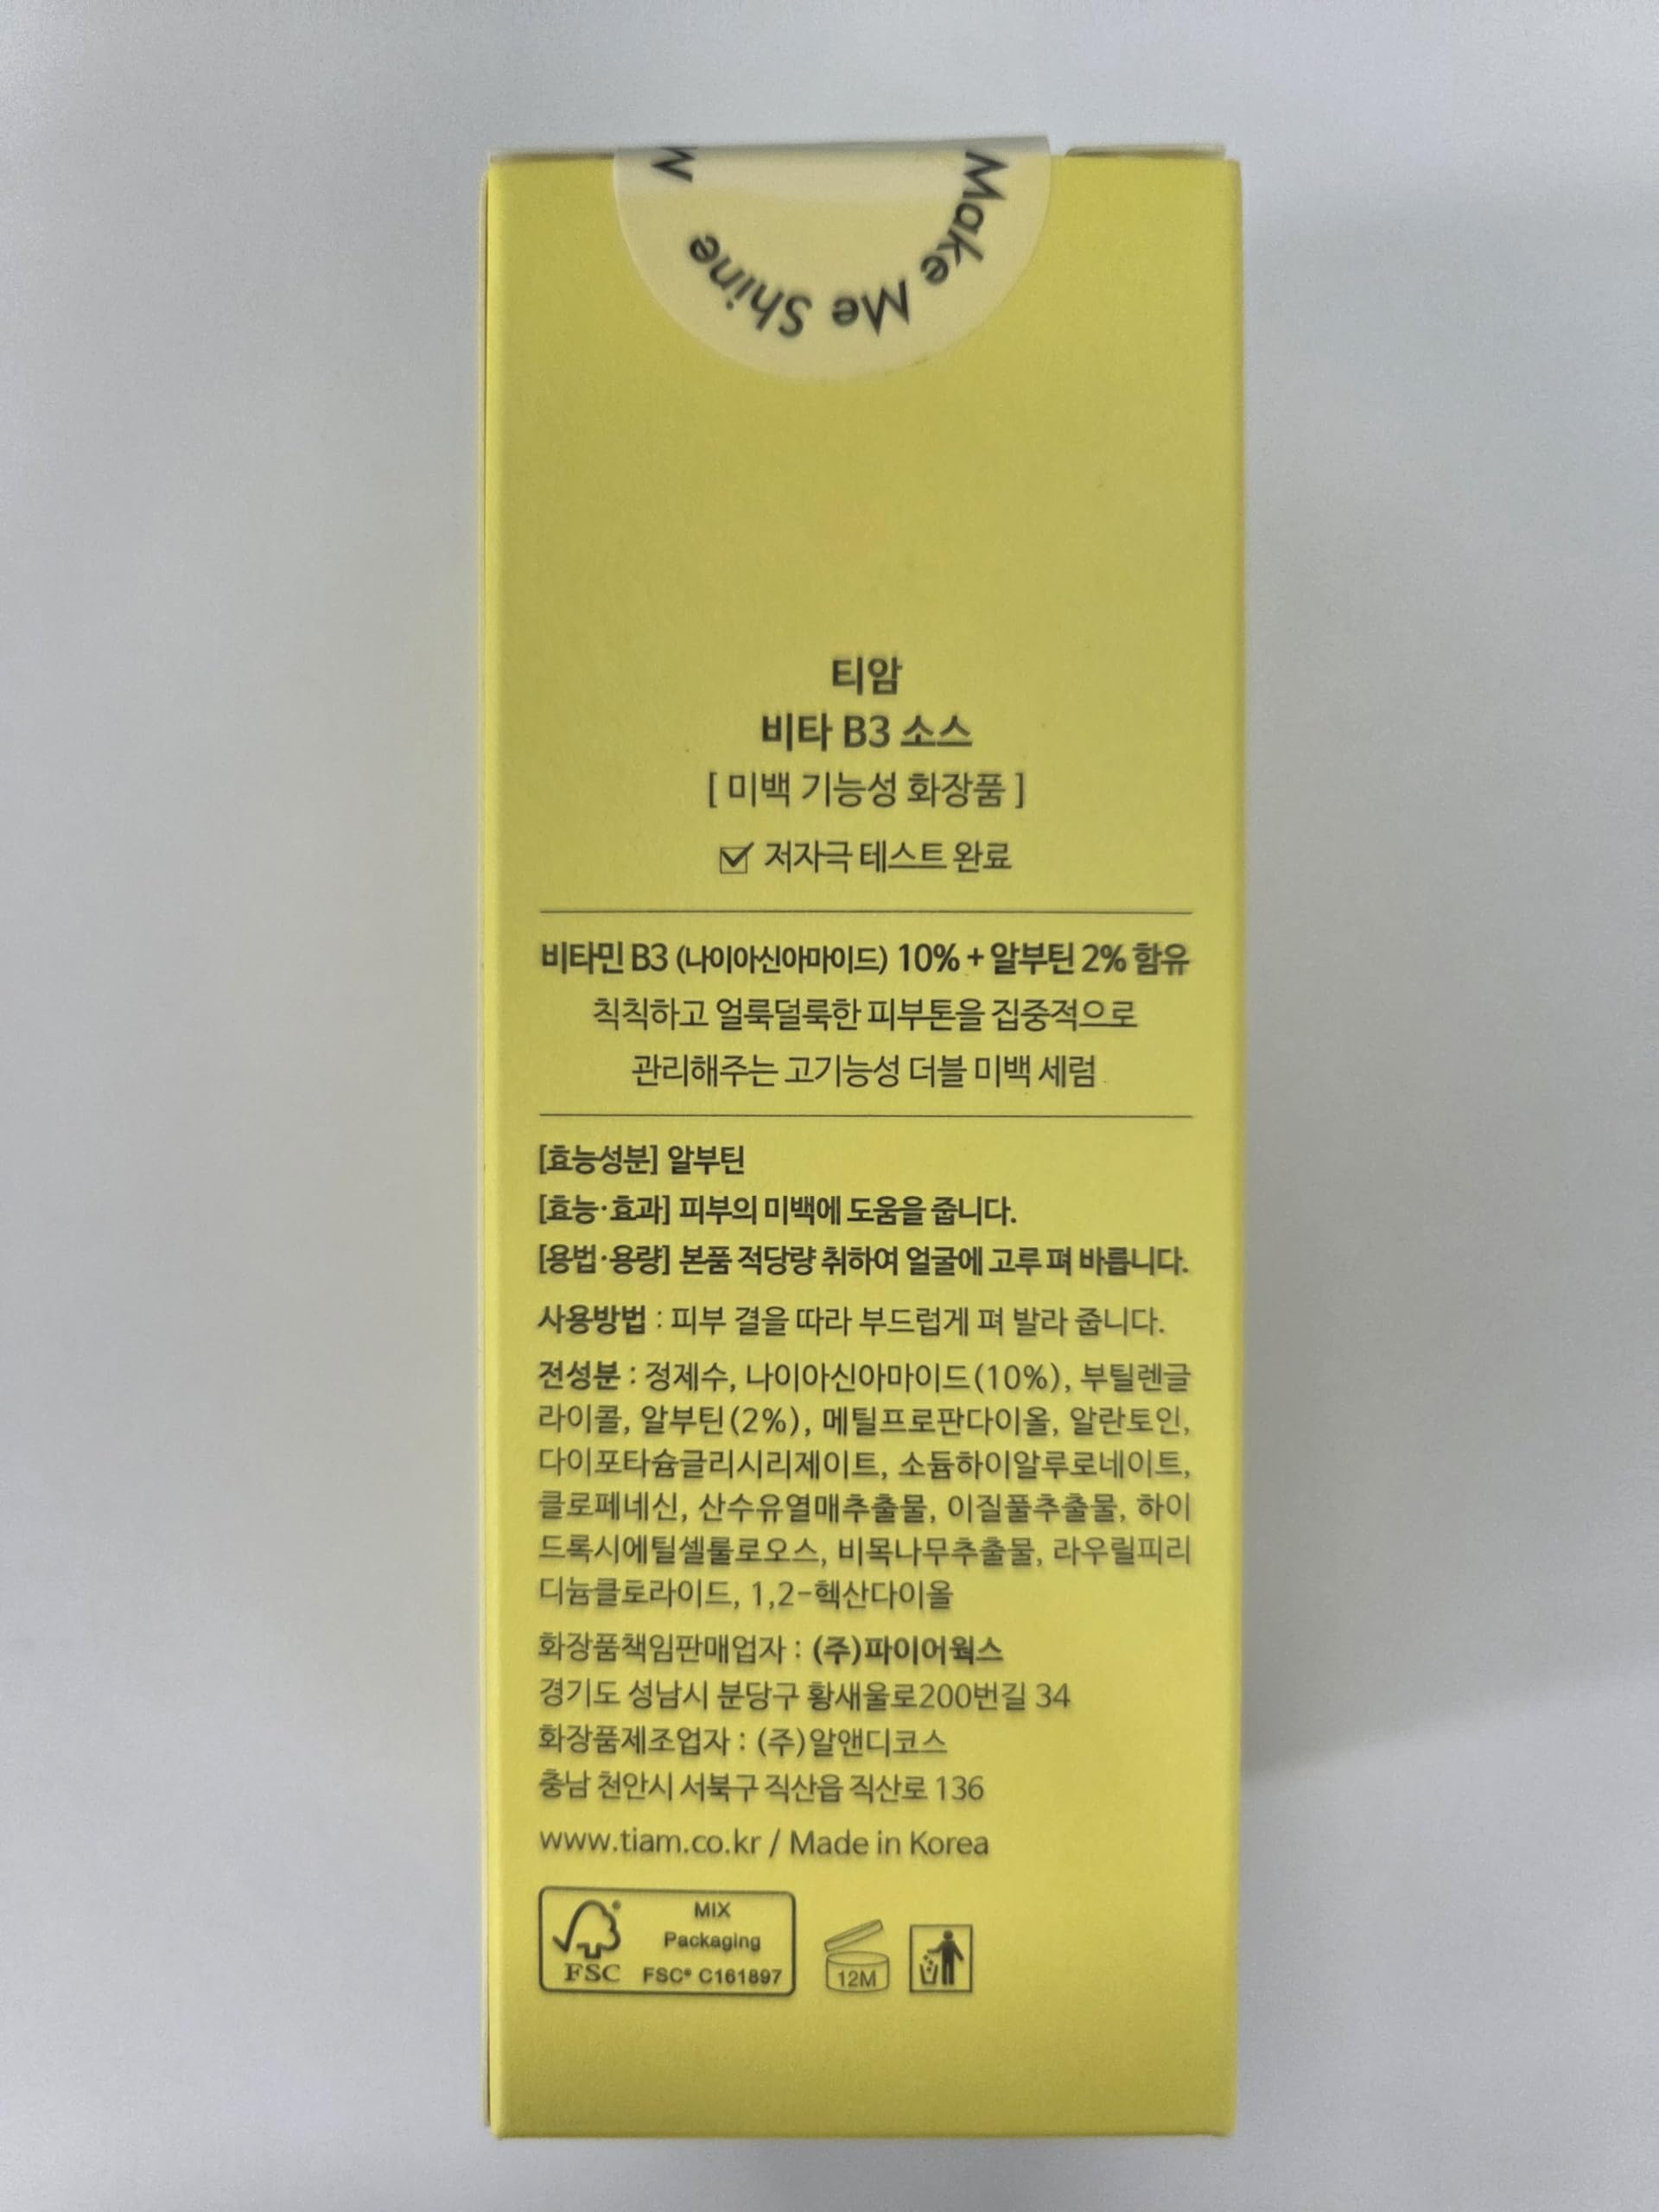 Make Me Shine
티암
비타 B3 소스
[ 미백 기능성 화장품 ]
저자극 테스트 완료
비타민 B3 (나이아신아마이드) 10% + 알부틴 2% 함유
칙칙하고 얼룩덜룩한 피부톤을 집중적으로
관리해주는 고기능성 더블 미백 세럼
[효능성분] 알부틴
[효능·효과] 피부의 미백에 도움을 줍니다.
[용법·용량] 본품 적당량 취하여 얼굴에 고루 펴 바릅니다.
사용방법 : 피부 결을 따라 부드럽게 펴 발라 줍니다.
전성분 : 정제수, 나이아신아마이드(10%), 부틸렌글
라이콜, 알부틴(2%), 메틸프로판다이올, 알란토인,
다이포타슘글리시리제이트, 소듐하이알루로네이트,
클로페네신, 산수유열매추출물, 이질풀추출물, 하이
드록시에틸셀룰로오스, 비목나무추출물, 라우릴피리
디늄클로라이드, 1,2-헥산다이올
화장품책임판매업자 : (주)파이어웍스
경기도 성남시 분당구 황새울로200번길 34
화장품제조업자 : (주)알앤디코스
충남 천안시 서북구 직산읍 직산로 136
www.tiam.co.kr / Made in Korea
MIX
Packaging
FSC FSC® C161897
12M